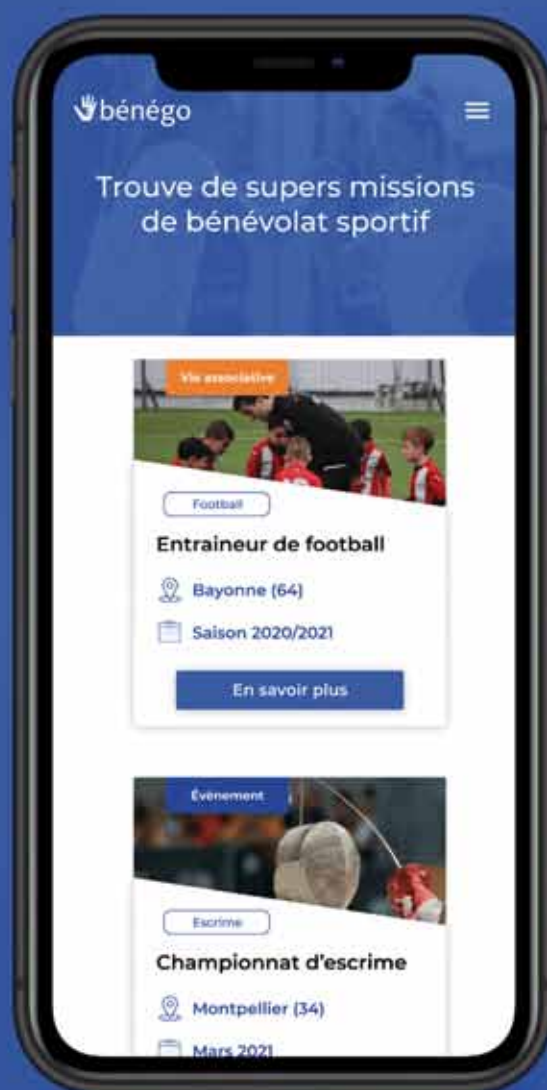 bénégo
Trouve de supers missions
de bénévolat sportif
Vie associative
Football
Entraineur de football
Bayonne (64)
Saison 2020/2021
En savoir plus
Évènement
Escrime
Championnat d'escrime
Montpellier (34)
Mars 2021